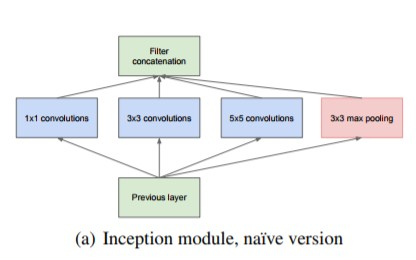 Filter
concatenation
1x1 convolutions
3x3 convolutions
5x5 convolutions
3x3 max pooling
Previous layer
(a) Inception module, naïve version